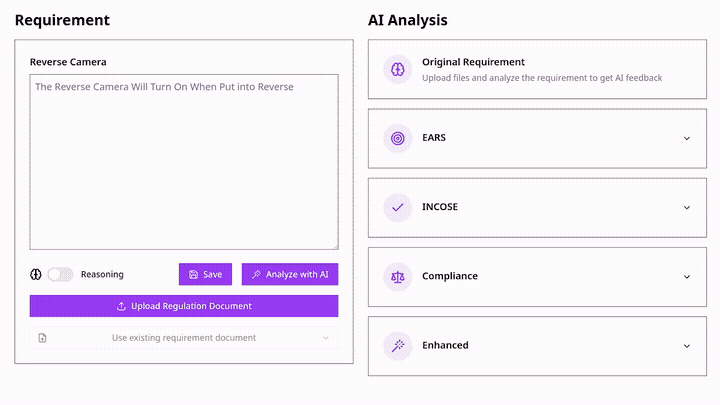 Requirement
Reverse Camera
The Reverse Camera Will Turn On When Put into Reverse
Reasoning
Save
Analyze with AI
Upload Regulation Document
Use existing requirement document
AI Analysis
Original Requirement
Upload files and analyze the requirement to get AI feedback
EARS
INCOSE
Compliance
Enhanced